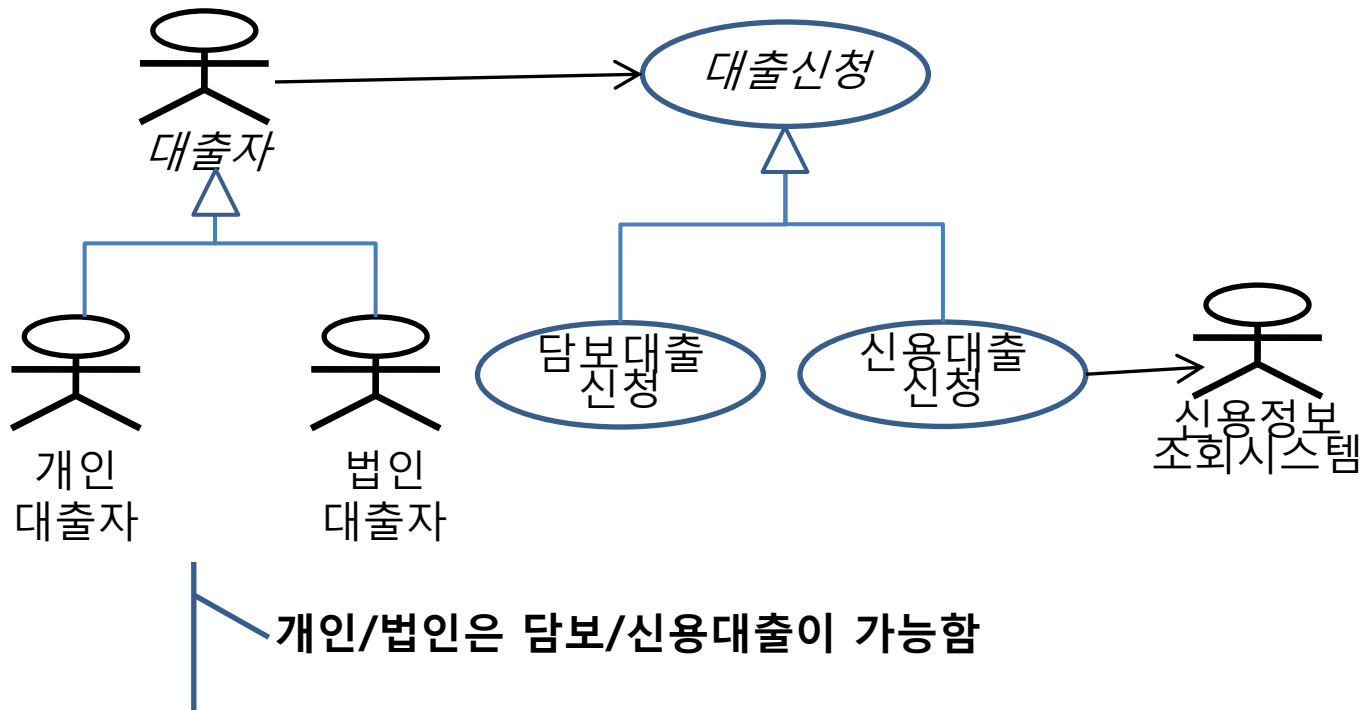 대출자
대출신청
개인
대출자
법인
대출자
담보대출
신청
신용대출
신청
신용정보
조회시스템
개인/법인은 담보/신용대출이 가능함